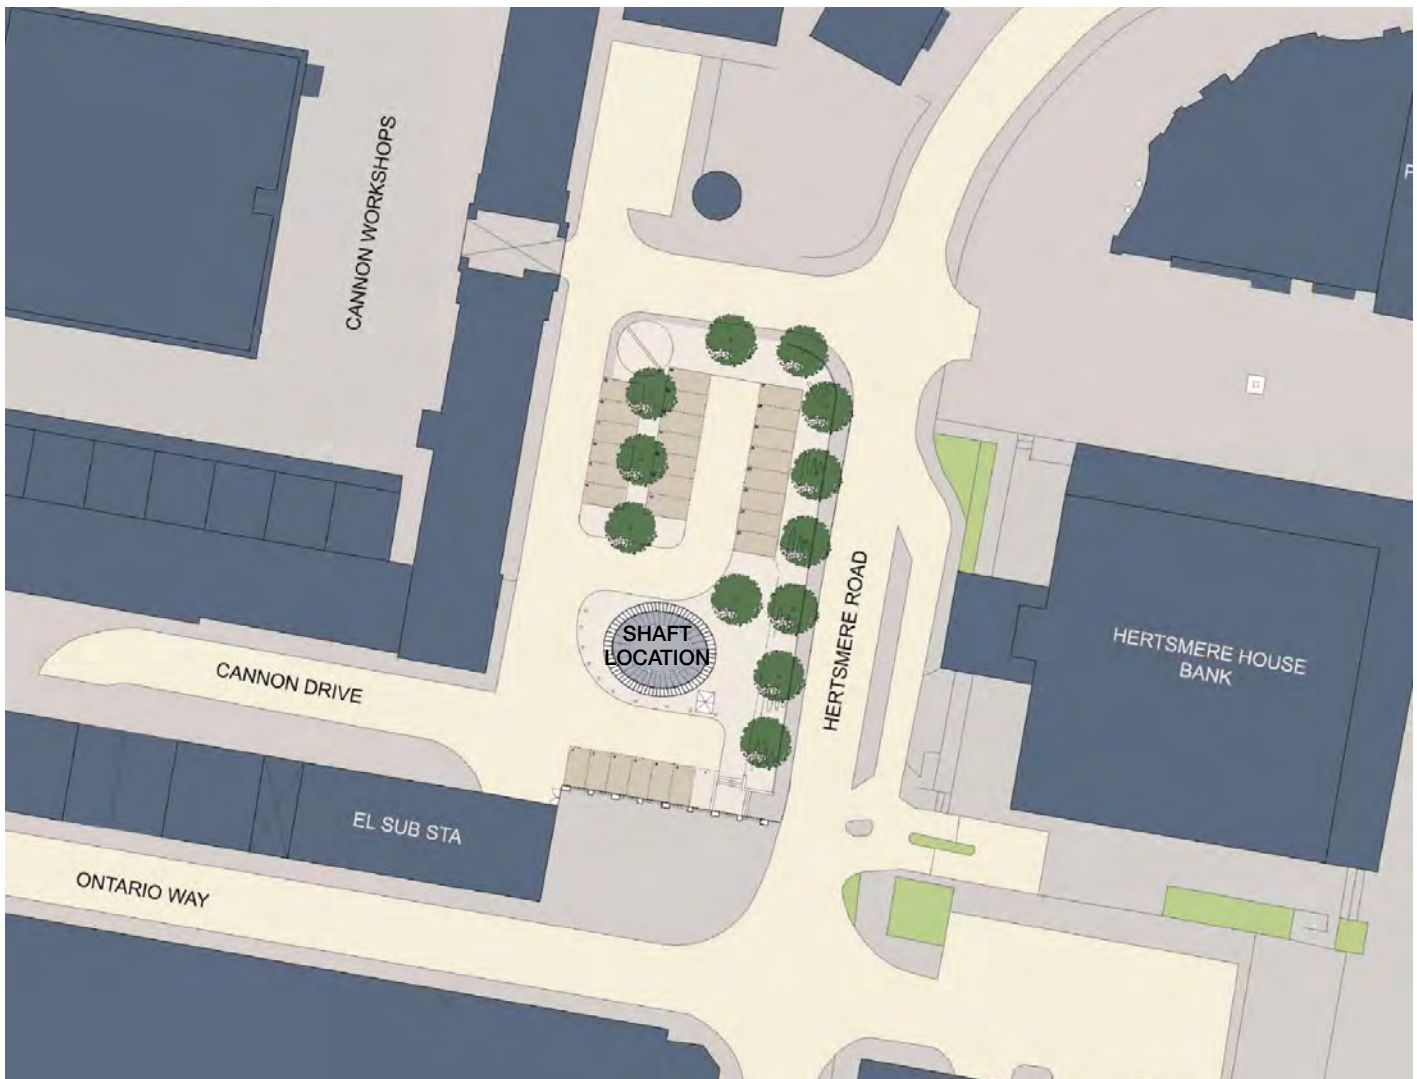 CANNON WORKSHOPS
F
SHAFT
LOCATION
HERTSMERE ROAD
HERTSMERE HOUSE
BANK
CANNON DRIVE
EL SUB STA
ONTARIO WAY